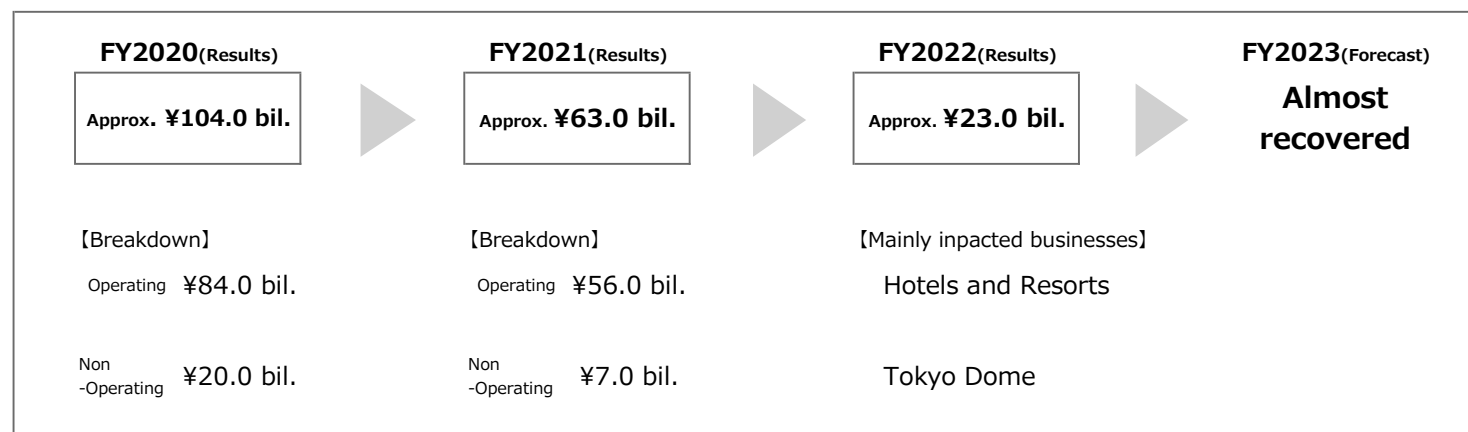 FY2020(Results)
Approx. ¥104.0 bil.
【Breakdown】
Operating ¥84.0 bil.
Non
-Operating ¥20.0 bil.
FY2021(Results)
Approx. ¥63.0 bil.
【Breakdown】
Operating ¥56.0 bil.
Non
-Operating ¥7.0 bil.
FY2022(Results)
Approx. ¥23.0 bil.
【Mainly inpacted businesses】
Hotels and Resorts
Tokyo Dome
FY2023(Forecast)
Almost
recovered